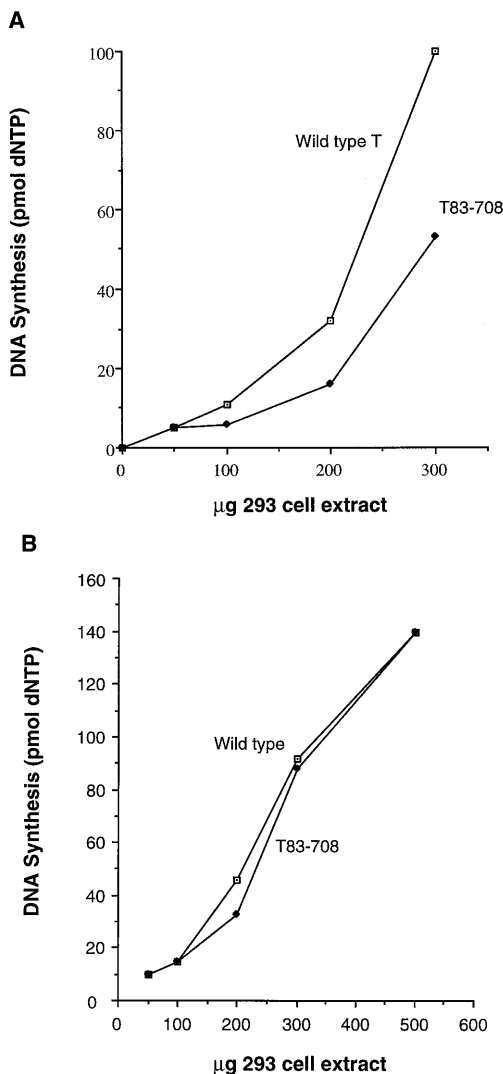 A
DNA Synthesis (pmol dNTP)
100
80
60
40
20
0
Wild type T
T83-708
0 100 200 300
µg 293 cell extract
B
DNA Synthesis (pmol dNTP)
160
140
120
100
80
60
40
20
0
Wild type
T83-708
0 100 200 300 400 500 600
µg 293 cell extract